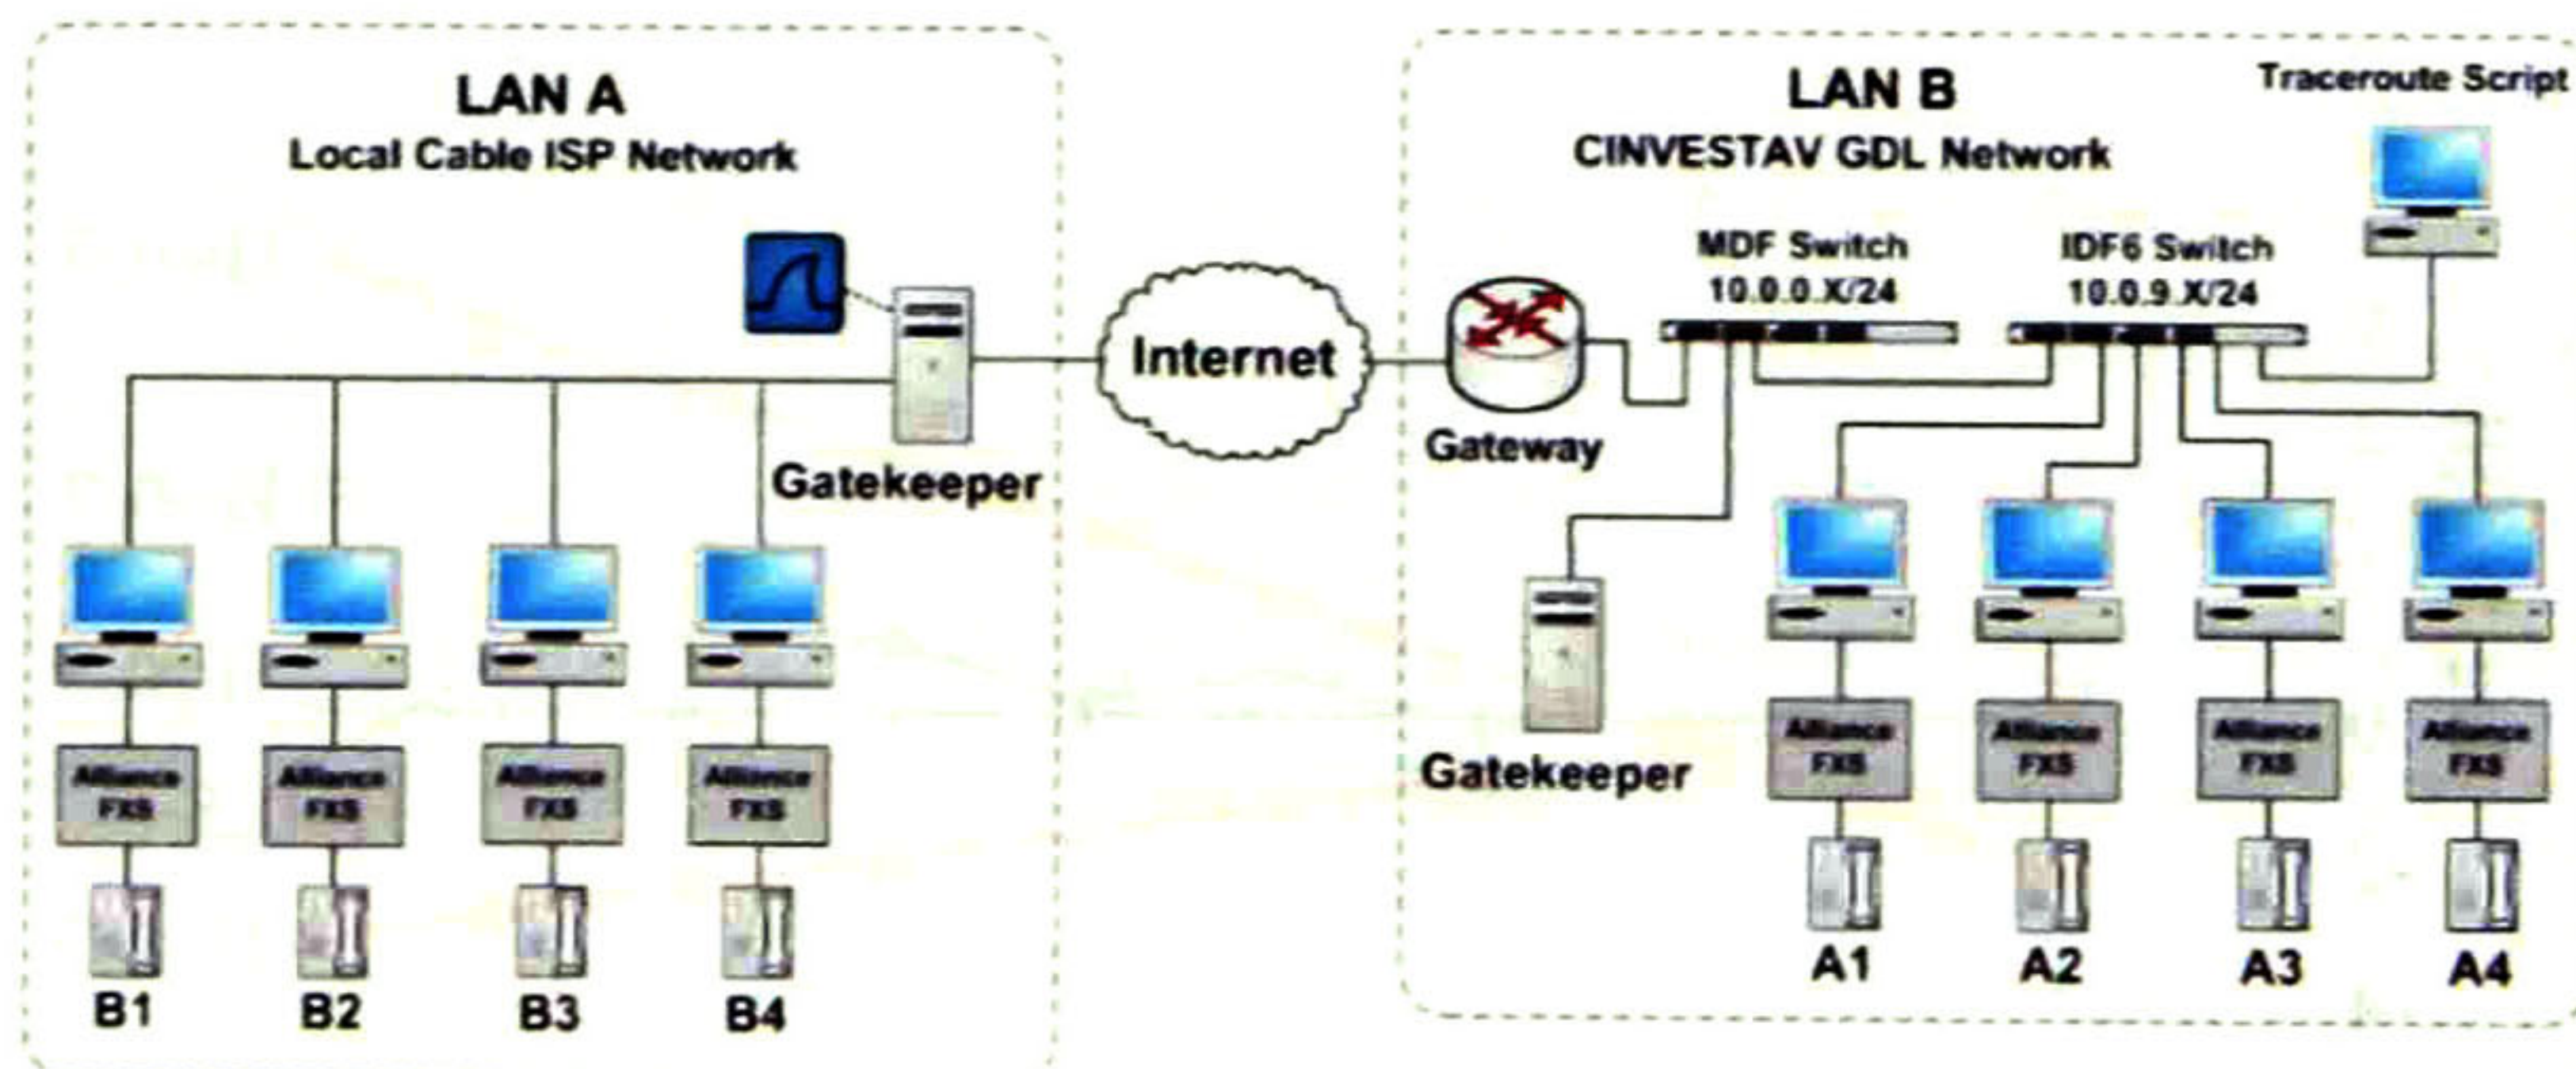 LAN A
Local Cable ISP Network
Gatekeeper
Alliance
FXS
Alliance
FXS
Alliance
FXS
Alliance
FXS
B1
B2
B3
B4
Internet
LAN B
CINVESTAV GDL Network
Traceroute Script
MDF Switch
10.0.0.X/24
IDF6 Switch
10.0.9.X/24
Gateway
Gatekeeper
Alliance
FXS
Alliance
FXS
Alliance
FXS
Alliance
FXS
A1
A2
A3
A4